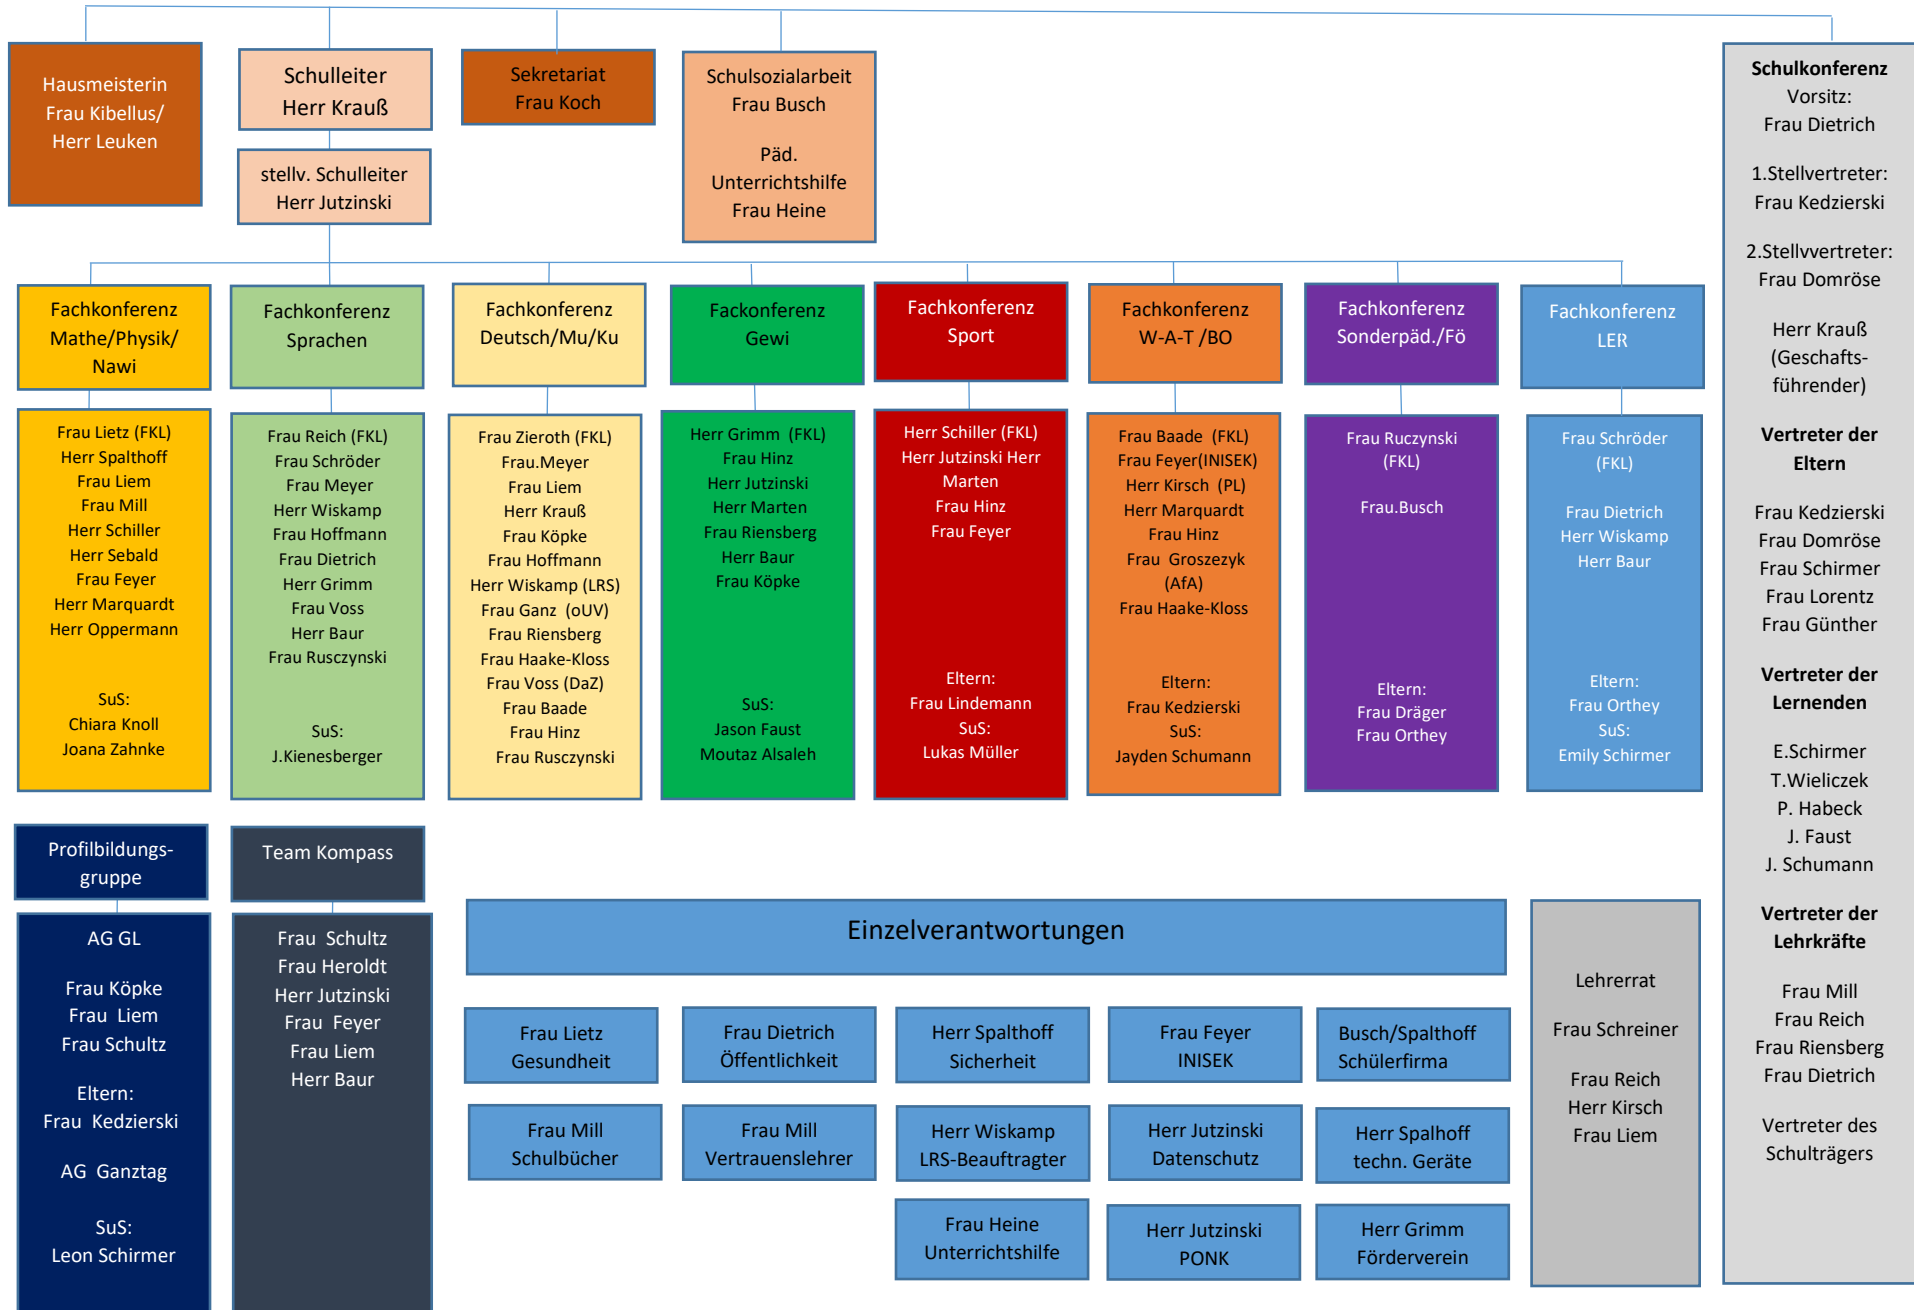 Hausmeisterin
Frau Kibellus/
Herr Leuken
Schulleiter
Herr Krauß
stellv. Schulleiter
Herr Jutzinski
Sekretariat
Frau Koch
Schulsozialarbeit
Frau Busch
Päd.
Unterrichtshilfe
Frau Heine
Fachkonferenz
Mathe/Physik/
Nawi
Frau Lietz (FKL)
Herr Spalthoff
Frau Liem
Frau Mill
Herr Schiller
Herr Sebald
Frau Feyer
Herr Marquardt
Herr Oppermann
SuS:
Chiara Knoll
Joana Zahnke
Fachkonferenz
Sprachen
Frau Reich (FKL)
Frau Schröder
Frau Meyer
Herr Wiskamp
Frau Hoffmann
Frau Dietrich
Herr Grimm
Frau Voss
Herr Baur
Frau Rusczynski
SuS:
J.Kienesberger
Fachkonferenz
Deutsch/Mu/Ku
Frau Zieroth (FKL)
Frau.Meyer
Frau Liem
Herr Krauß
Frau Köpke
Frau Hoffmann
Herr Wiskamp (LRS)
Frau Ganz (oUV)
Frau Riensberg
Frau Haake-Kloss
Frau Voss (DaZ)
Frau Baade
Frau Hinz
Frau Rusczynski
Fackonferenz
Gewi
Herr Grimm (FKL)
Frau Hinz
Herr Jutzinski
Herr Marten
Frau Riensberg
Herr Baur
Frau Köpke
SuS:
Jason Faust
Moutaz Alsaleh
Fachkonferenz
Sport
Herr Schiller (FKL)
Herr Jutzinski Herr
Marten
Frau Hinz
Frau Feyer
Eltern:
Frau Lindemann
SuS:
Lukas Müller
Fachkonferenz
W-A-T /BO
Frau Baade (FKL)
Frau Feyer(INISEK)
Herr Kirsch (PL)
Herr Marquardt
Frau Hinz
Frau Groszezyk
(AfA)
Frau Haake-Kloss
Eltern:
Frau Kedzierski
SuS:
Jayden Schumann
Fachkonferenz
Sonderpäd./Fö
Frau Ruczynski
(FKL)
Frau.Busch
Eltern:
Frau Dräger
Frau Orthey
Fachkonferenz
LER
Frau Schröder
(FKL)
Frau Dietrich
Herr Wiskamp
Herr Baur
Eltern:
Frau Orthey
SuS:
Emily Schirmer
Profilbildungs-
gruppe
AG GL
Frau Köpke
Frau Liem
Frau Schultz
Eltern:
Frau Kedzierski
AG Ganztag
SuS:
Leon Schirmer
Team Kompass
Frau Schultz
Frau Heroldt
Herr Jutzinski
Frau Feyer
Frau Liem
Herr Baur
Einzelverantwortungen
Frau Lietz
Gesundheit
Frau Dietrich
Öffentlichkeit
Herr Spalthoff
Sicherheit
Frau Feyer
INISEK
Busch/Spalthoff
Schülerfirma
Frau Mill
Schulbücher
Frau Mill
Vertrauenslehrer
Herr Wiskamp
LRS-Beauftragter
Herr Jutzinski
Datenschutz
Herr Spalhoff
techn. Geräte
Frau Heine
Unterrichtshilfe
Herr Jutzinski
PONK
Herr Grimm
Förderverein
Lehrerrat
Frau Schreiner
Frau Reich
Herr Kirsch
Frau Liem
Schulkonferenz
Vorsitz:
Frau Dietrich
1.Stellvertreter:
Frau Kedzierski
2.Stellvvertreter:
Frau Domröse
Herr Krauß
(Geschafts-
führender)
Vertreter der
Eltern
Frau Kedzierski
Frau Domröse
Frau Schirmer
Frau Lorentz
Frau Günther
Vertreter der
Lernenden
E.Schirmer
T.Wieliczek
P. Habeck
J. Faust
J. Schumann
Vertreter der
Lehrkräfte
Frau Mill
Frau Reich
Frau Riensberg
Frau Dietrich
Vertreter des
Schulträgers